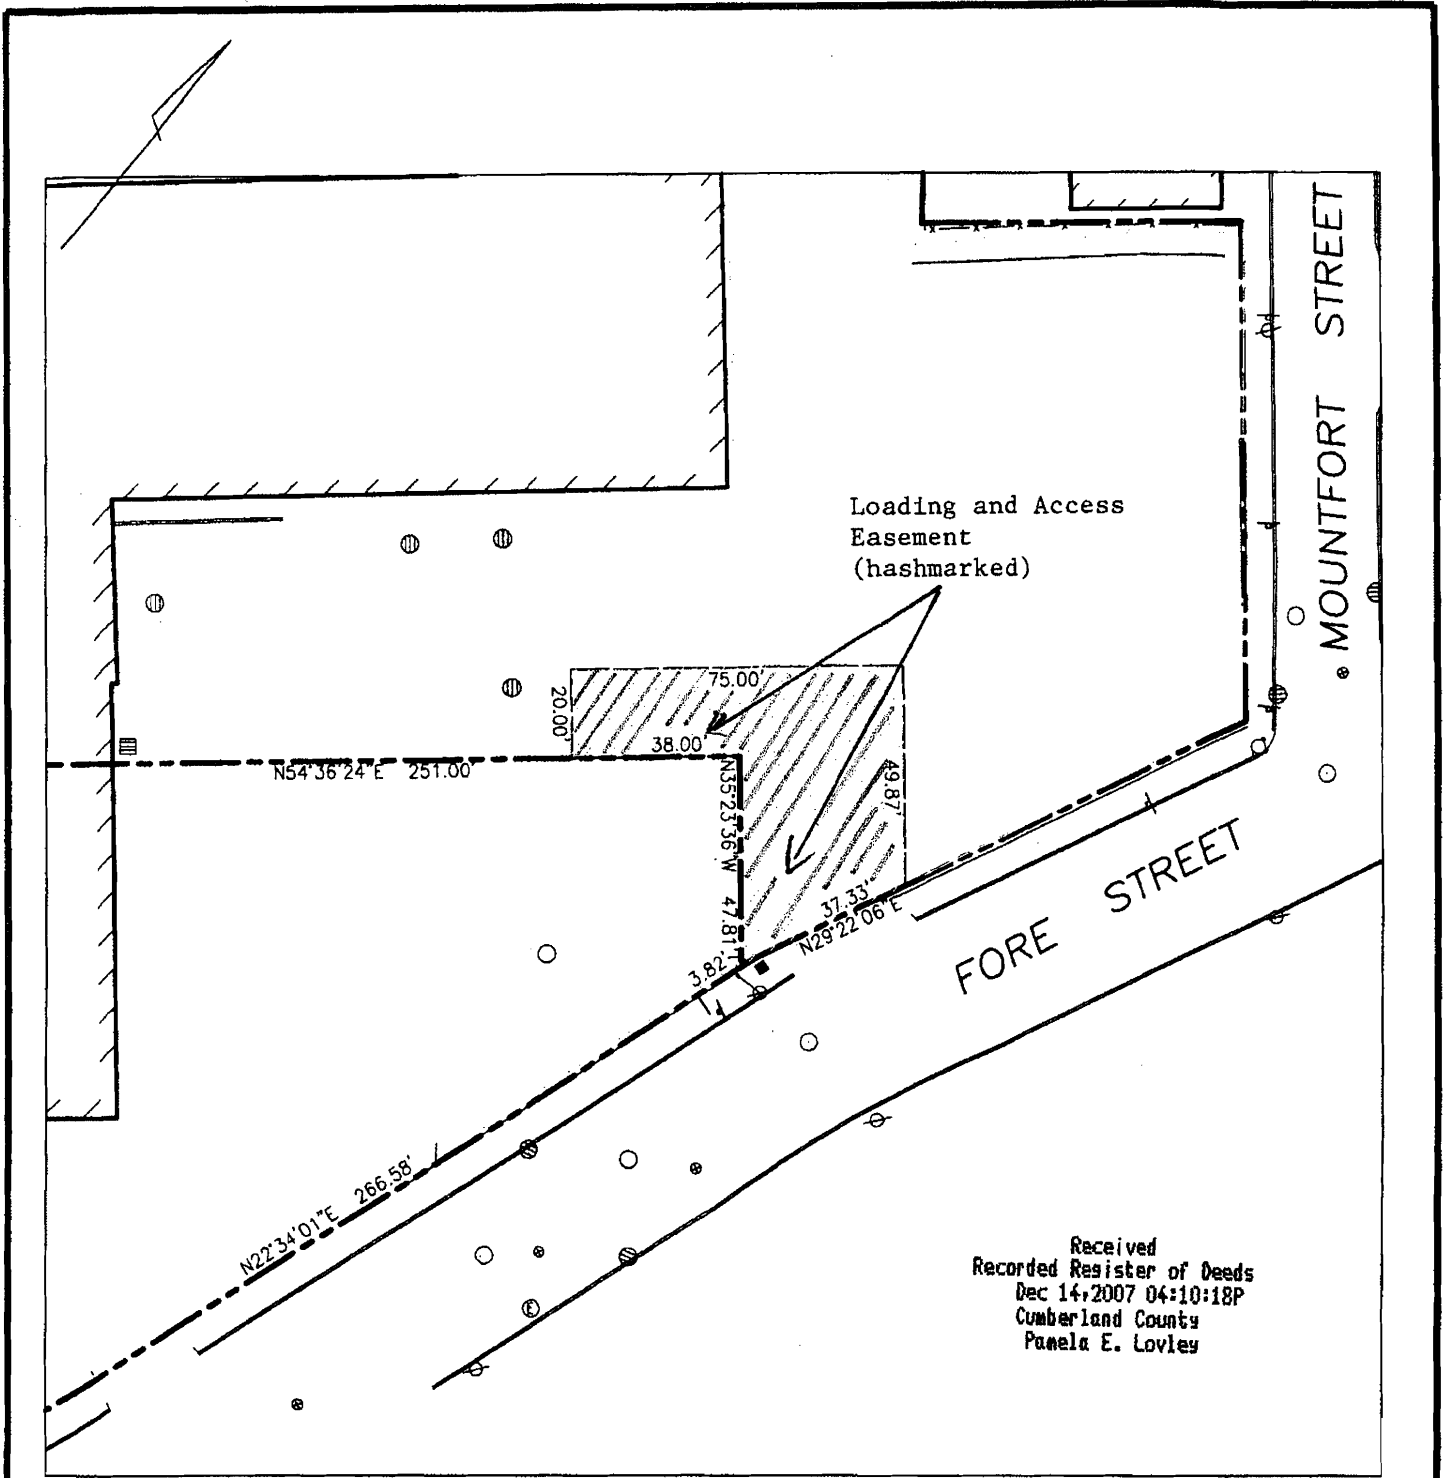 MOUNTFORT STREET
Loading and Access
Easement
(hashmarked)
75.00'
20.00'
38.00'
N54°36'24"E 251.00'
N35°23'36"W 47.81'
49.87'
37.33'
N29°22'06"E
3.82'
FORE STREET
N22°34'01"E 266.58'
Received
Recorded Register of Deeds
Dec 14,2007 04:10:18P
Cumberland County
Pamela E. Lovley